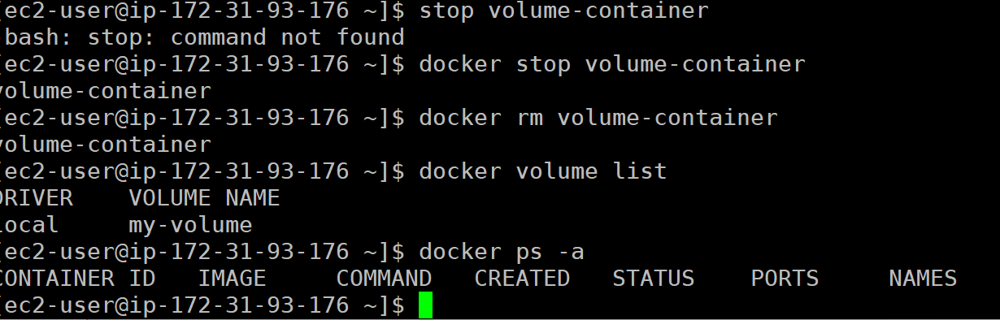 [ec2-user@ip-172-31-93-176 ~]$ stop volume-container
-bash: stop: command not found
[ec2-user@ip-172-31-93-176 ~]$ docker stop volume-container
volume-container
[ec2-user@ip-172-31-93-176 ~]$ docker rm volume-container
volume-container
[ec2-user@ip-172-31-93-176 ~]$ docker volume list
DRIVER    VOLUME NAME
local     my-volume
[ec2-user@ip-172-31-93-176 ~]$ docker ps -a
CONTAINER ID   IMAGE     COMMAND   CREATED   STATUS    PORTS     NAMES
[ec2-user@ip-172-31-93-176 ~]$